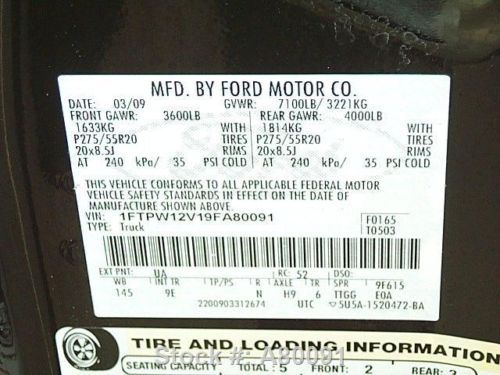 MFD. BY FORD MOTOR CO.
DATE: 03/09 GVWR: 7100LB/ 3221KG
FRONT GAWR: 3600LB REAR GAWR: 4000LB
1633KG WITH 1814KG WITH
P275/55R20 TIRES P275/55R20 TIRES
20x8.5J RIMS 20x8.5J RIMS
AT 240 kPa/ 35 PSI COLD AT 240 kPa/ 35 PSI COLD
THIS VEHICLE CONFORMS TO ALL APPLICABLE FEDERAL MOTOR
VEHICLE SAFETY AND BUMPER STANDARDS IN EFFECT ON THE DATE OF
MANUFACTURE SHOWN ABOVE.
VIN: 1FTPW12V19FA80091 F0165
TYPE: Truck T0503
EXT PNT: UA RC: 52 DSO:
WB INT TR TP/PS R AXLE TR SPR 9F615
145 9E N H9 6 TTGG E0A
2200903312674 UTC 5U5A-1520472-BA
TIRE AND LOADING INFORMATION
SEATING CAPACITY TOTAL: 5 FRONT: 2 REAR: 3
Stock #: A80091